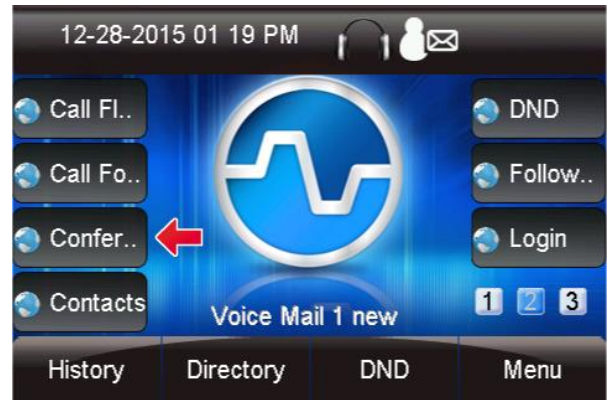 12-28-2015 01 19 PM
Call Fl..
DND
Call Fo..
Follow..
Confer..
Login
Contacts
1 2 3
Voice Mail 1 new
History Directory DND Menu